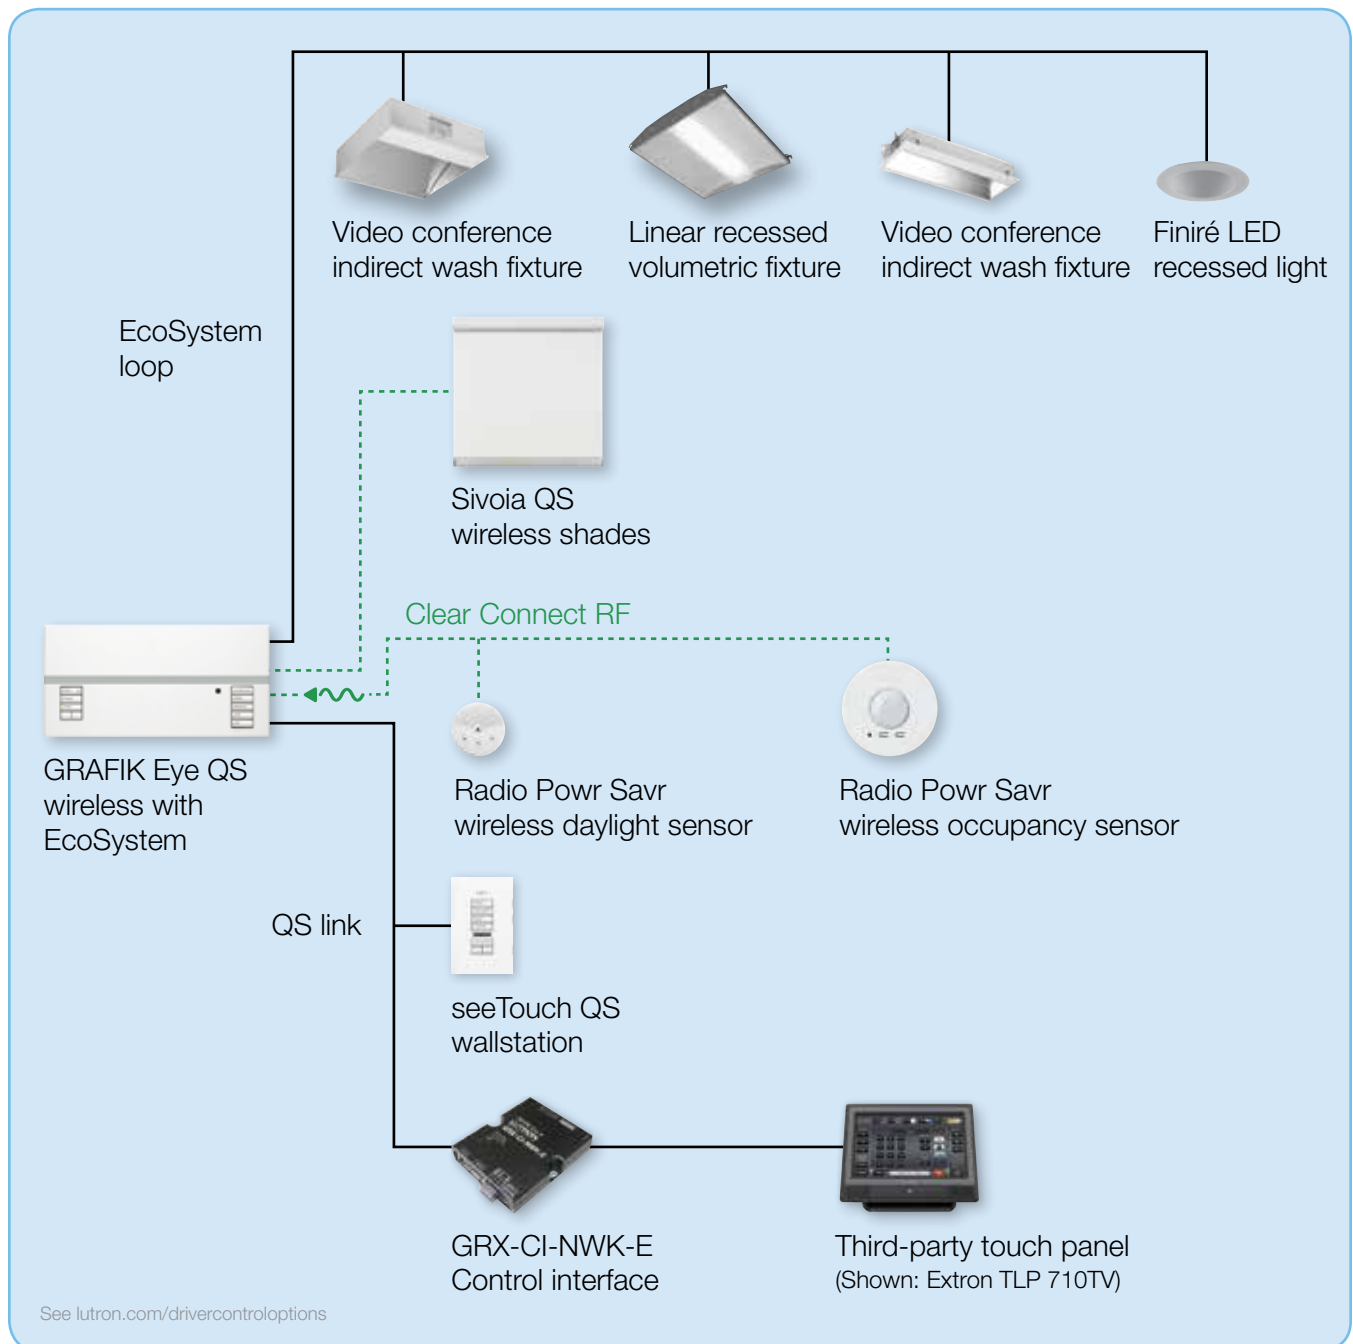 Video conference
indirect wash fixture
Linear recessed
volumetric fixture
Video conference
indirect wash fixture
Finiré LED
recessed light
EcoSystem
loop
Sivoia QS
wireless shades
Clear Connect RF
GRAFIK Eye QS
wireless with
EcoSystem
Radio Powr Savr
wireless daylight sensor
Radio Powr Savr
wireless occupancy sensor
QS link
seeTouch QS
wallstation
GRX-CI-NWK-E
Control interface
Third-party touch panel
(Shown: Extron TLP 710TV)
See lutron.com/drivercontroloptions